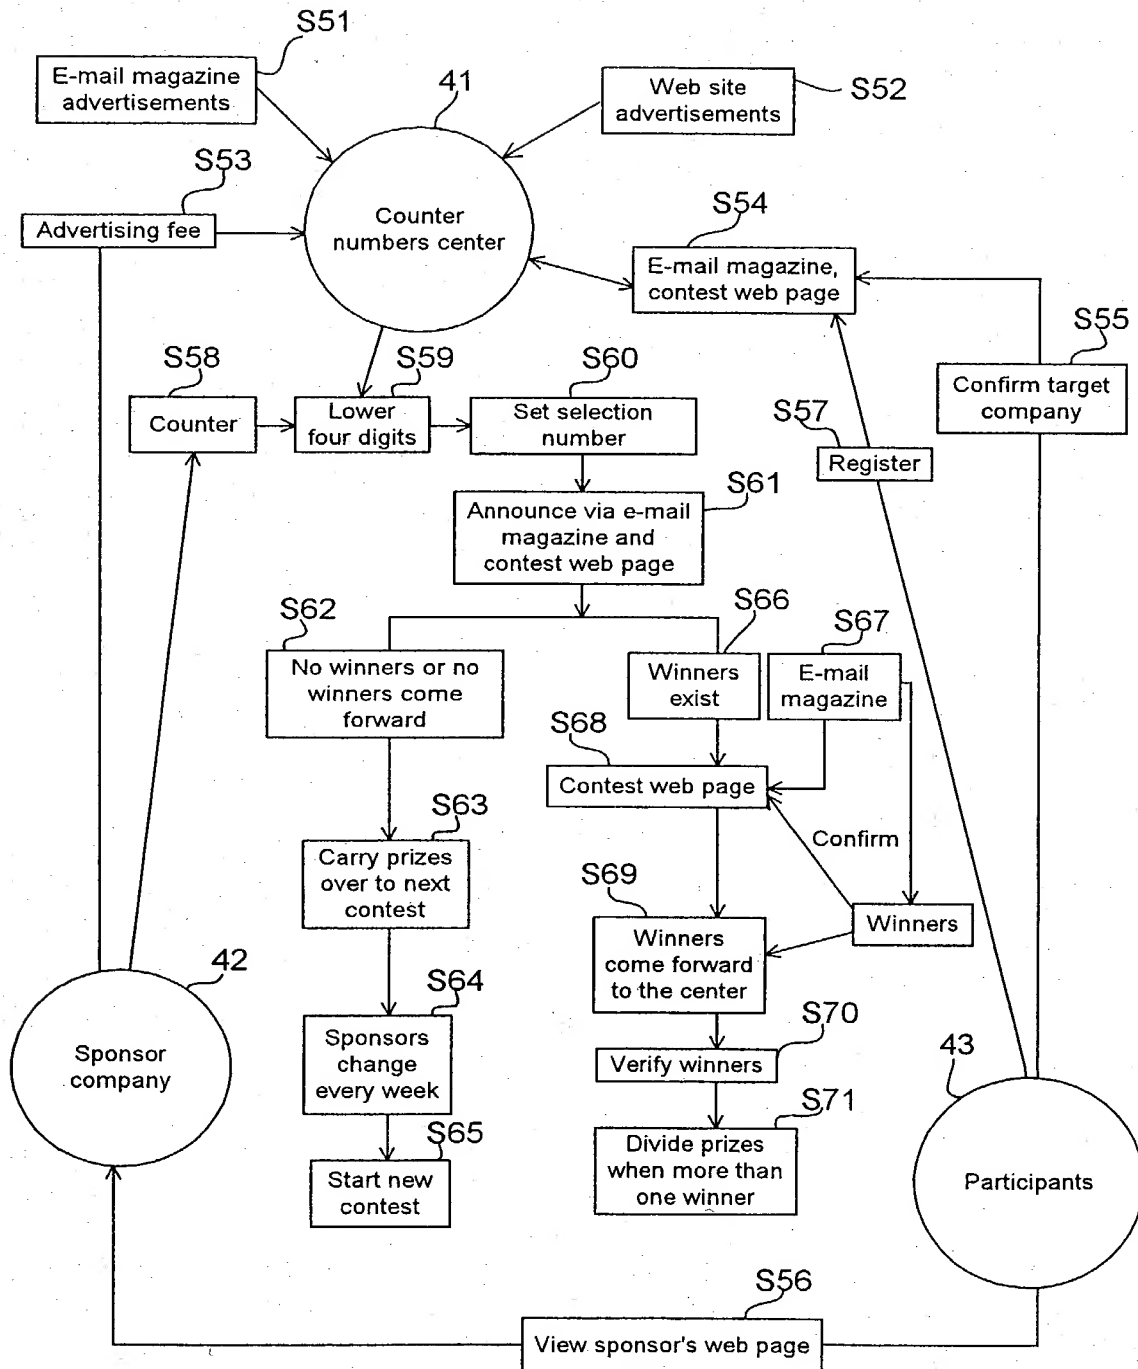 S51
E-mail magazine
advertisements
41
Web site
advertisements
S52
S53
Advertising fee
Counter
numbers center
S54
E-mail magazine,
contest web page
S55
Confirm target
company
S58
Counter
S59
Lower
four digits
S60
Set selection
number
S57
Register
S61
Announce via e-mail
magazine and
contest web page
S62
No winners or no
winners come
forward
S66
Winners
exist
S67
E-mail
magazine
S68
Contest web page
S63
Carry prizes
over to next
contest
Confirm
S69
Winners
come forward
to the center
Winners
42
Sponsor
company
S64
Sponsors
change
every week
S70
Verify winners
43
Participants
S65
Start new
contest
S71
Divide prizes
when more than
one winner
S56
View sponsor's web page